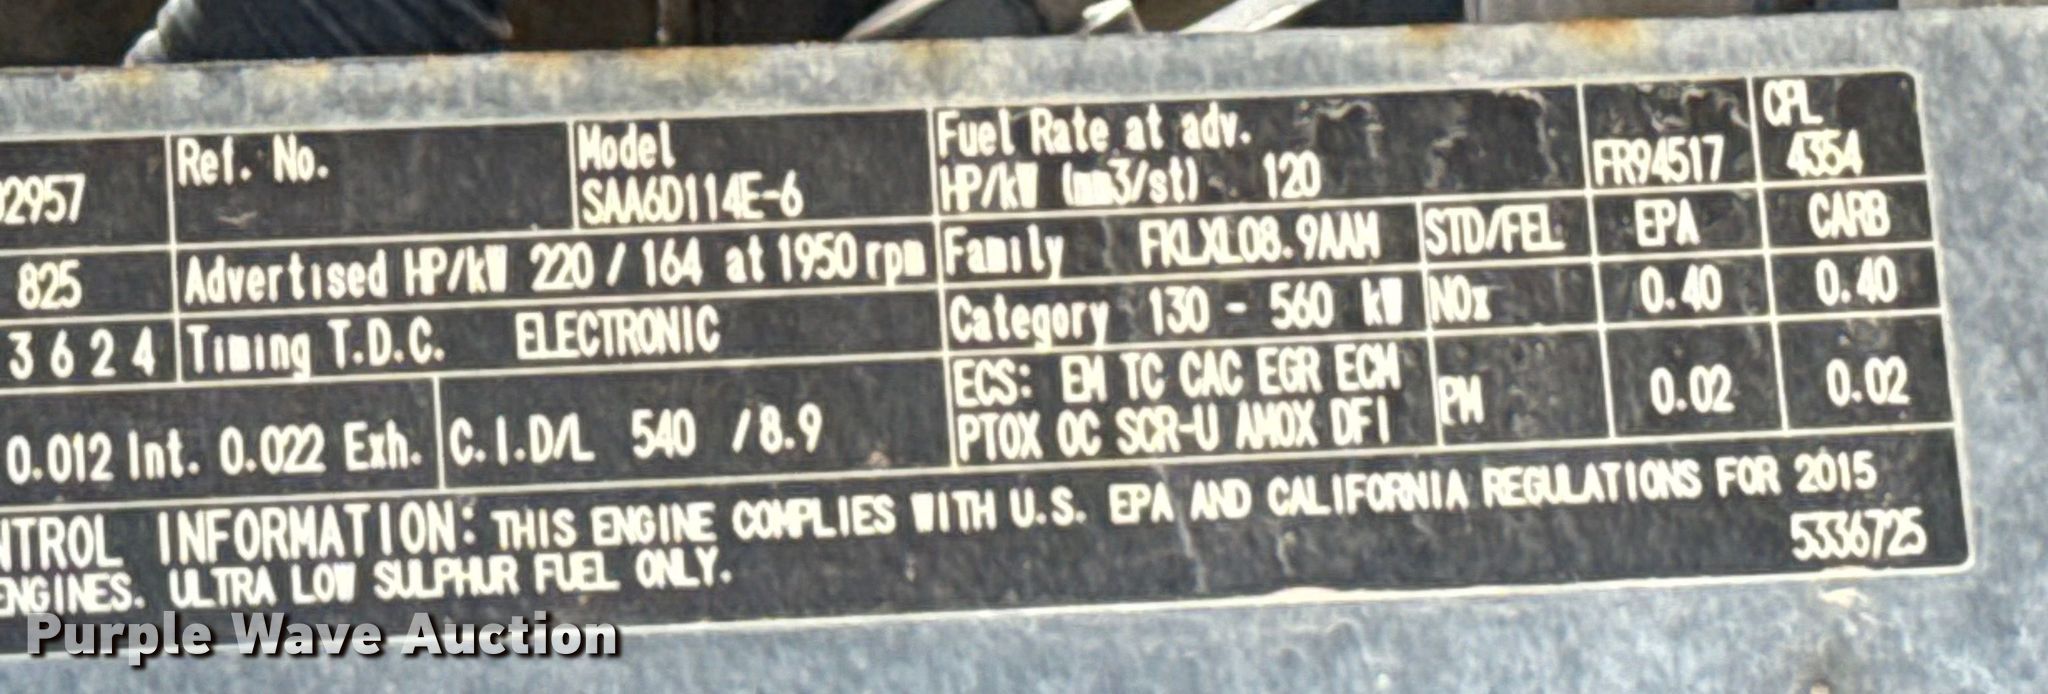 02957 Ref. No. Model SAA6D114E-6 Fuel Rate at adv. HP/kW (mm3/st) 120 FR94517 CPL 4354
825 Advertised HP/kW 220 / 164 at 1950 rpm Family FKLXL08.9AAM STD/FEL EPA CARB
3 6 2 4 Timing T.D.C. ELECTRONIC Category 130 - 560 kW NOx 0.40 0.40
0.012 Int. 0.022 Exh. C.I.D/L 540 / 8.9 ECS: EM TC CAC EGR ECM PTOX OC SCR-U AMOX DFI PM 0.02 0.02
NTROL INFORMATION: THIS ENGINE COMPLIES WITH U.S. EPA AND CALIFORNIA REGULATIONS FOR 2015
ENGINES. ULTRA LOW SULPHUR FUEL ONLY. 5336725
Purple Wave Auction